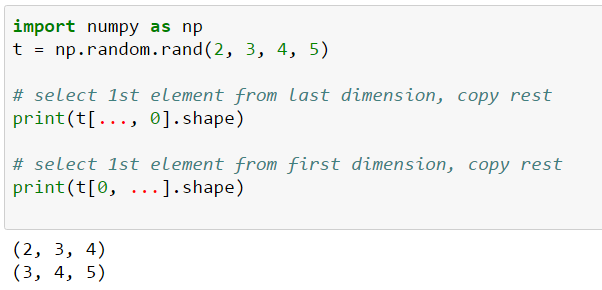 import numpy as np
t = np.random.rand(2, 3, 4, 5)
# select 1st element from last dimension, copy rest
print(t[..., 0].shape)
# select 1st element from first dimension, copy rest
print(t[0, ...].shape)
(2, 3, 4)
(3, 4, 5)